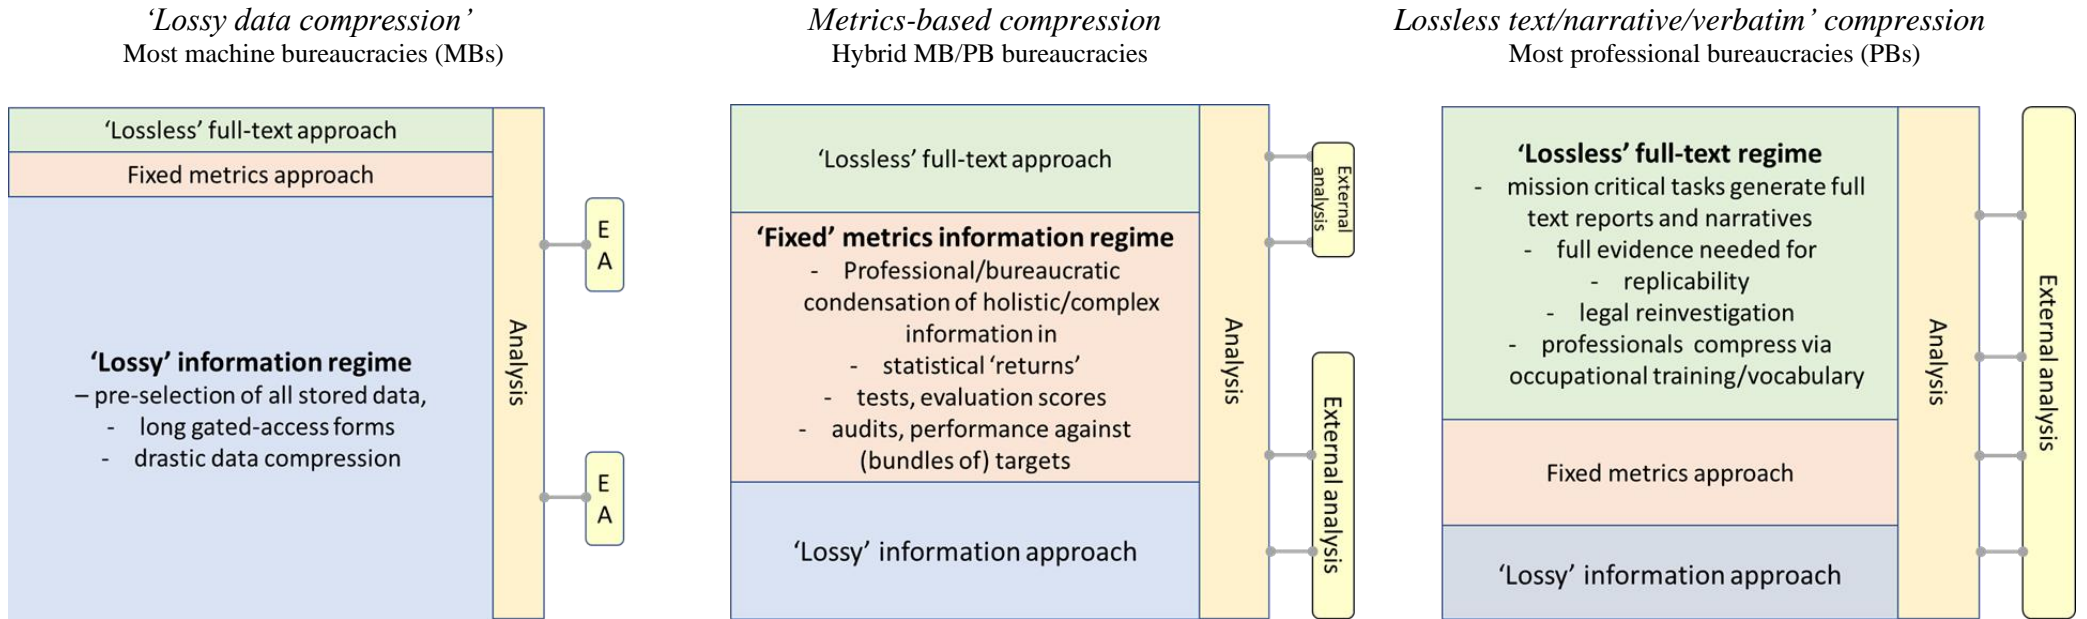 ‘Lossy data compression’
Most machine bureaucracies (MBs)
‘Lossless’ full-text approach
Fixed metrics approach
‘Lossy’ information regime
– pre-selection of all stored data,
- long gated-access forms
- drastic data compression
Analysis
E
A
E
A
Metrics-based compression
Hybrid MB/PB bureaucracies
‘Lossless’ full-text approach
‘Fixed’ metrics information regime
- Professional/bureaucratic
condensation of holistic/complex
information in
- statistical ‘returns’
- tests, evaluation scores
- audits, performance against
(bundles of) targets
‘Lossy’ information approach
Analysis
External
analysis
External analysis
Lossless text/narrative/verbatim’ compression
Most professional bureaucracies (PBs)
‘Lossless’ full-text regime
- mission critical tasks generate full
text reports and narratives
- full evidence needed for
- replicability
- legal reinvestigation
- professionals compress via
occupational training/vocabulary
Fixed metrics approach
‘Lossy’ information approach
Analysis
External analysis